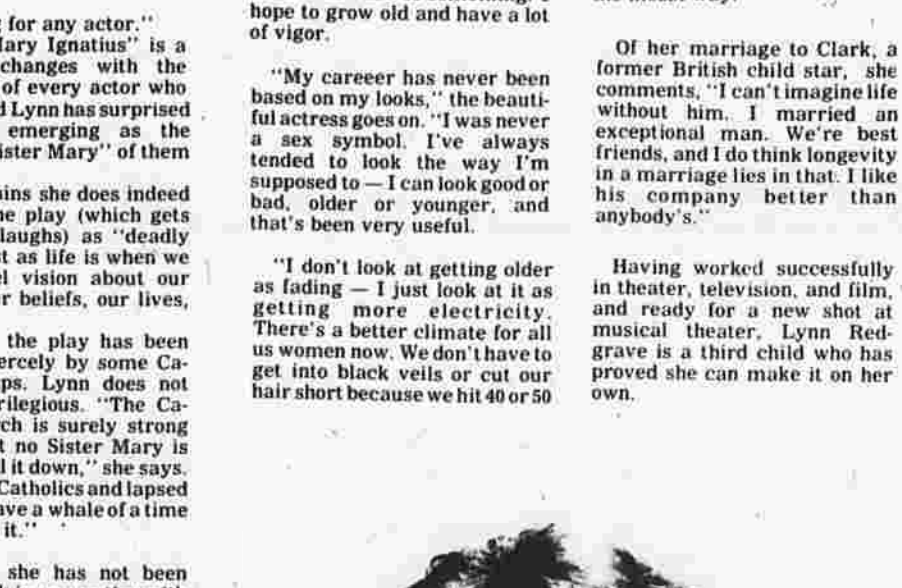 for any actor."
Mary Ignatius" is a
changes with the
of every actor who
Lynn has surprised
emerging as the
ister Mary" of them
ins she does indeed
e play (which gets
laughs) as "deadly
t as life is when we
el vision about our
r beliefs, our lives,
the play has been
ercely by some Ca-
ps. Lynn does not
rilegious. "The Ca-
ch is surely strong
t no Sister Mary is
l it down," she says.
Catholics and lapsed
ave a whale of a time
it."
she has not been
hope to grow old and have a lot
of vigor.
"My careeer has never been
based on my looks," the beauti-
ful actress goes on. "I was never
a sex symbol. I've always
tended to look the way I'm
supposed to — I can look good or
bad, older or younger, and
that's been very useful.
"I don't look at getting older
as fading — I just look at it as
getting more electricity.
There's a better climate for all
us women now. We don't have to
get into black veils or cut our
hair short because we hit 40 or 50
Of her marriage to Clark, a
former British child star, she
comments, "I can't imagine life
without him. I married an
exceptional man. We're best
friends, and I do think longevity
in a marriage lies in that. I like
his company better than
anybody's."
Having worked successfully
in theater, television, and film,
and ready for a new shot at
musical theater, Lynn Red-
grave is a third child who has
proved she can make it on her
own.